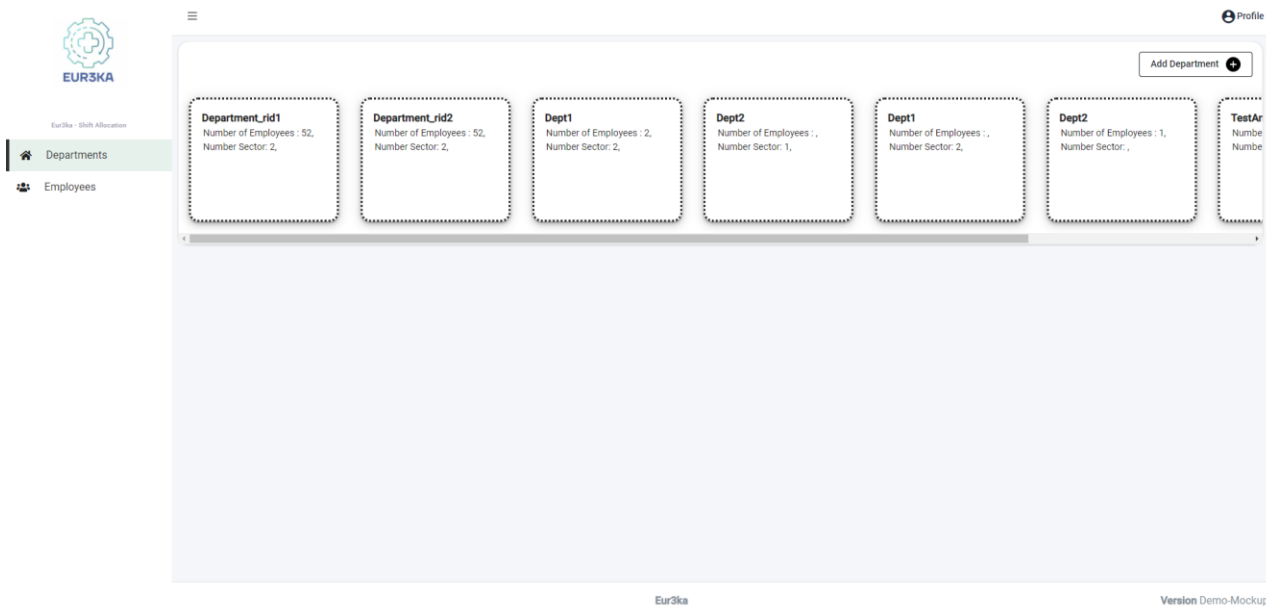 EUR3KA
Eur3ka - Shift Allocation
Departments
Employees
Profile
Add Department
Department_rid1
Number of Employees : 52,
Number Sector: 2,
Department_rid2
Number of Employees : 52,
Number Sector: 2,
Dept1
Number of Employees : 2,
Number Sector: 2,
Dept2
Number of Employees : ,
Number Sector: 1,
Dept1
Number of Employees : ,
Number Sector: 2,
Dept2
Number of Employees : 1,
Number Sector: ,
TestAr
Numbe
Numbe
Eur3ka
Version Demo-Mockup